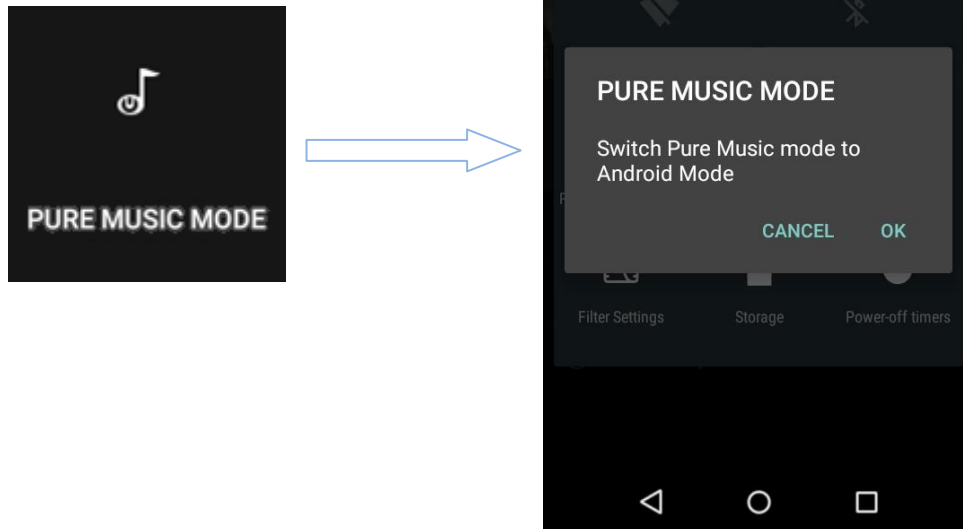 PURE MUSIC MODE
PURE MUSIC MODE
Switch Pure Music mode to
Android Mode
CANCEL OK
Filter Settings Storage Power-off timers